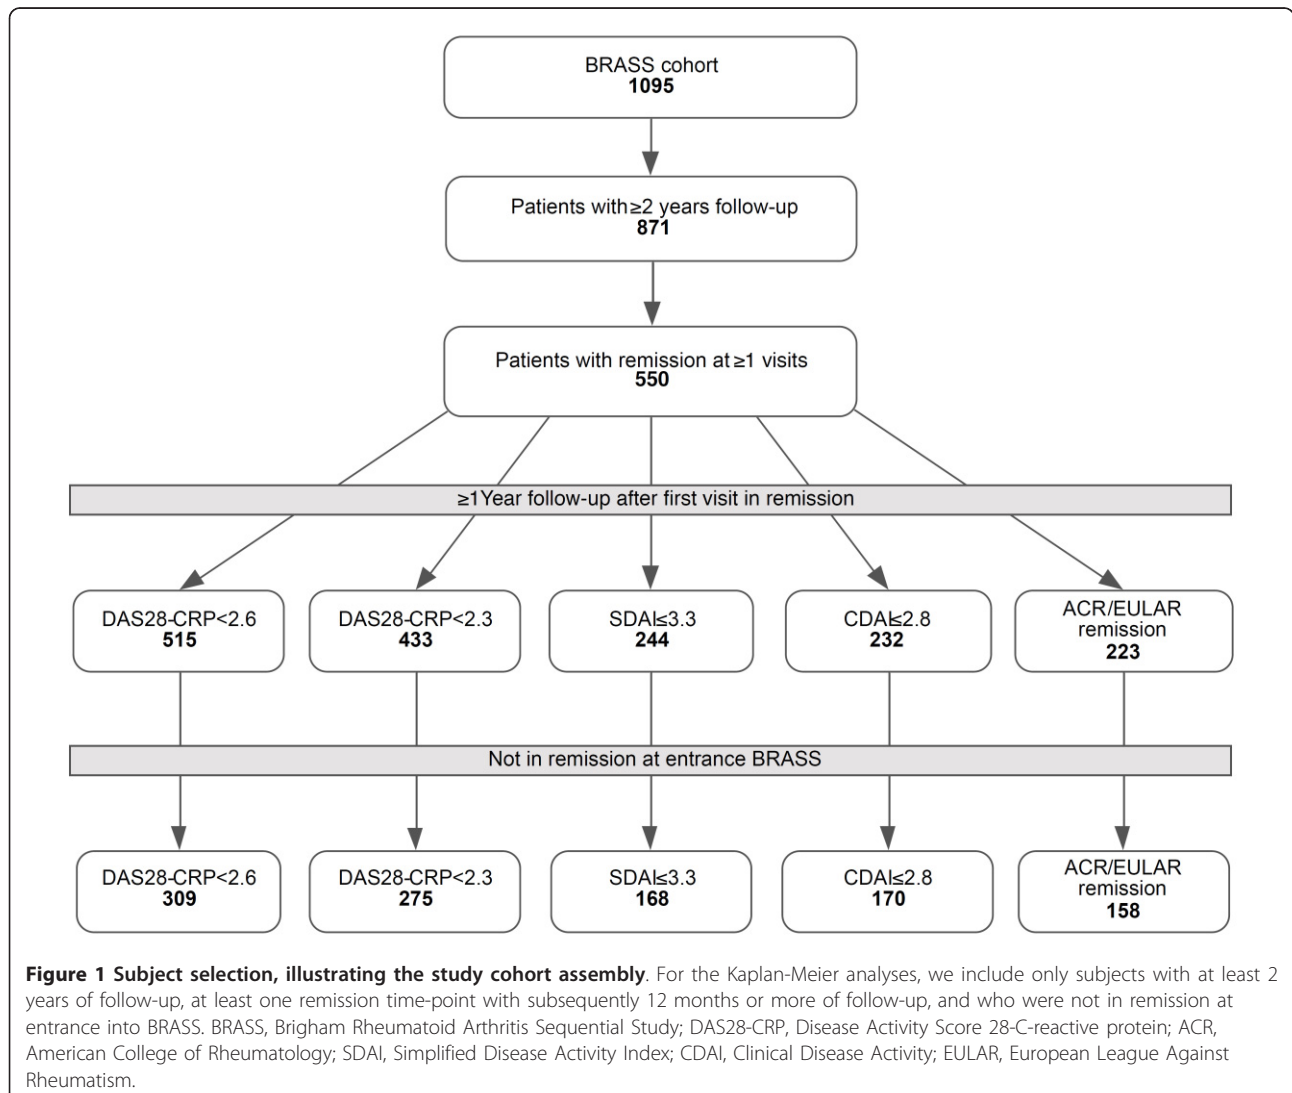 BRASS cohort
1095
Patients with≥2 years follow-up
871
Patients with remission at ≥1 visits
550
≥1Year follow-up after first visit in remission
DAS28-CRP<2.6
515
DAS28-CRP<2.3
433
SDAI≤3.3
244
CDAI≤2.8
232
ACR/EULAR
remission
223
Not in remission at entrance BRASS
DAS28-CRP<2.6
309
DAS28-CRP<2.3
275
SDAI≤3.3
168
CDAI≤2.8
170
ACR/EULAR
remission
158
Figure 1 Subject selection, illustrating the study cohort assembly. For the Kaplan-Meier analyses, we include only subjects with at least 2
years of follow-up, at least one remission time-point with subsequently 12 months or more of follow-up, and who were not in remission at
entrance into BRASS. BRASS, Brigham Rheumatoid Arthritis Sequential Study; DAS28-CRP, Disease Activity Score 28-C-reactive protein; ACR,
American College of Rheumatology; SDAI, Simplified Disease Activity Index; CDAI, Clinical Disease Activity; EULAR, European League Against
Rheumatism.